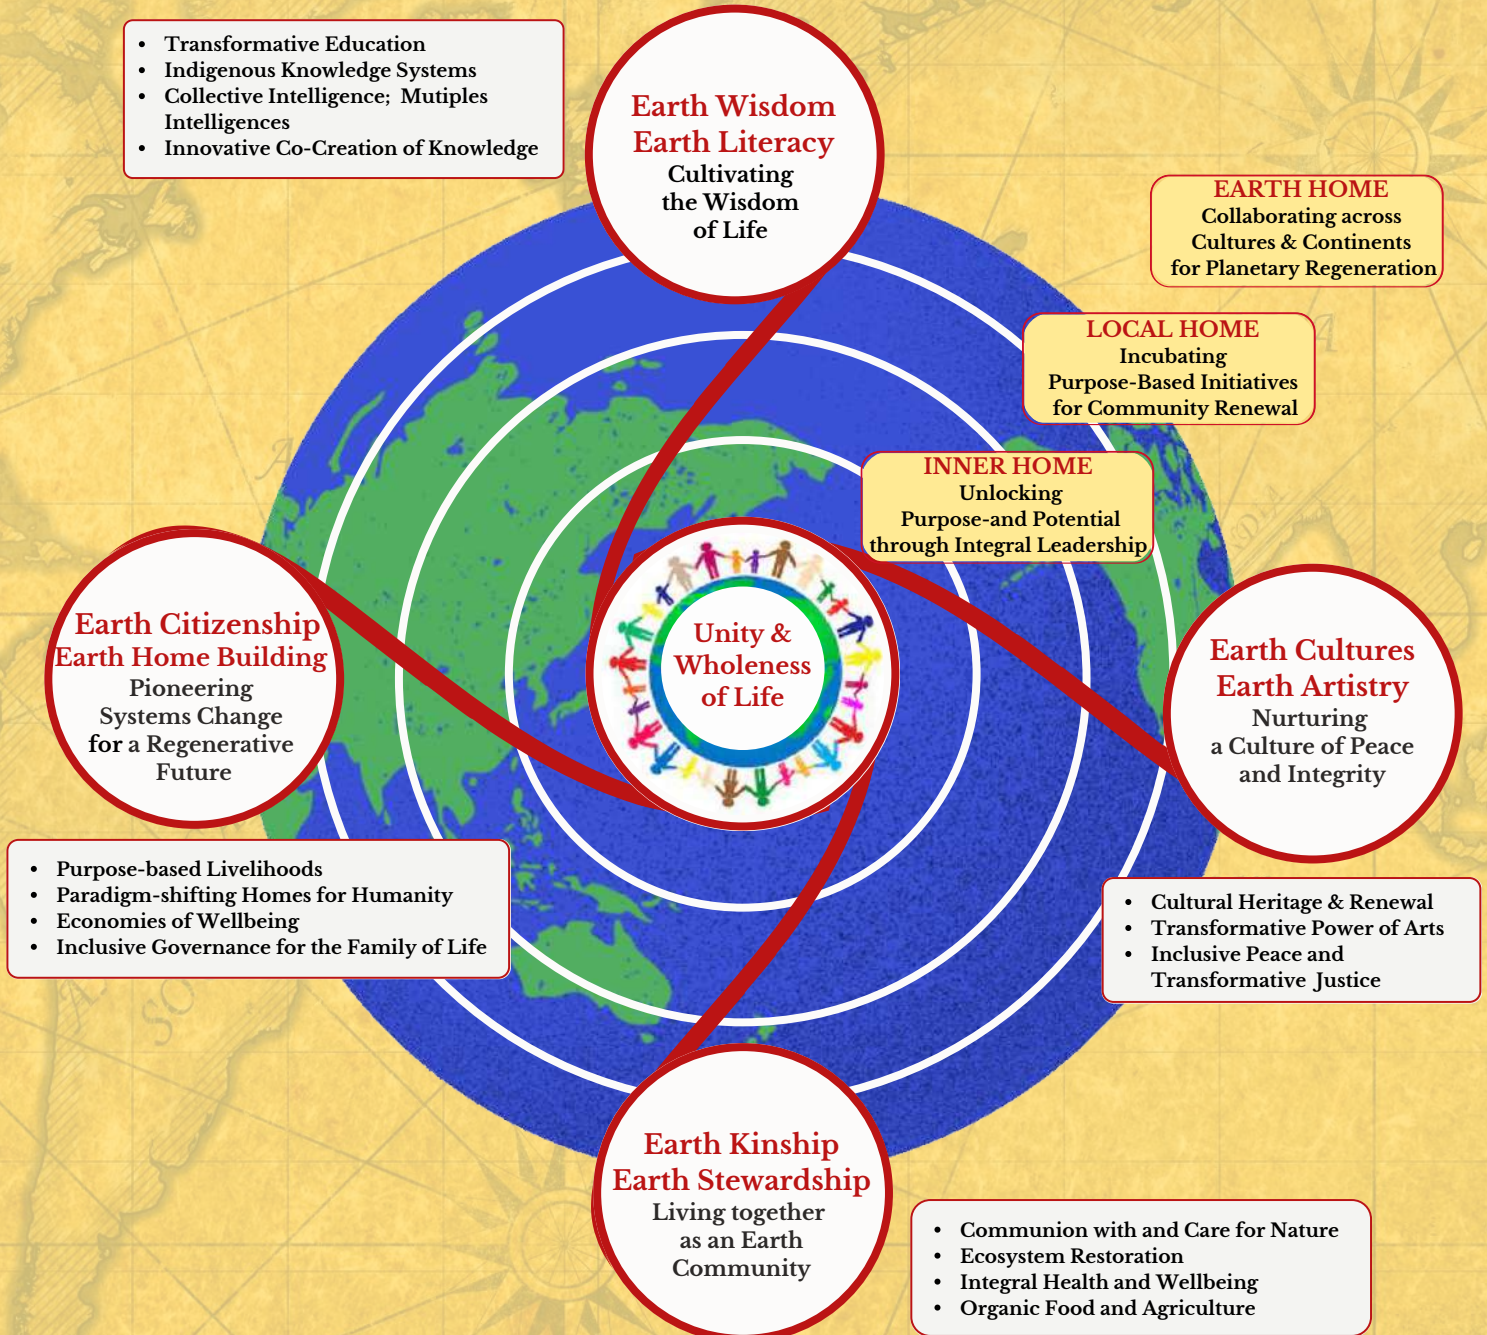 • Transformative Education
• Indigenous Knowledge Systems
• Collective Intelligence; Mutiples
Intelligences
• Innovative Co-Creation of Knowledge
Earth Wisdom
Earth Literacy
Cultivating
the Wisdom
of Life
EARTH HOME
Collaborating across
Cultures & Continents
for Planetary Regeneration
LOCAL HOME
Incubating
Purpose-Based Initiatives
for Community Renewal
INNER HOME
Unlocking
Purpose-and Potential
through Integral Leadership
Unity &
Wholeness
of Life
Earth Citizenship
Earth Home Building
Pioneering
Systems Change
for a Regenerative
Future
Earth Cultures
Earth Artistry
Nurturing
a Culture of Peace
and Integrity
• Purpose-based Livelihoods
• Paradigm-shifting Homes for Humanity
• Economies of Wellbeing
• Inclusive Governance for the Family of Life
• Cultural Heritage & Renewal
• Transformative Power of Arts
• Inclusive Peace and
Transformative Justice
Earth Kinship
Earth Stewardship
Living together
as an Earth
Community
• Communion with and Care for Nature
• Ecosystem Restoration
• Integral Health and Wellbeing
• Organic Food and Agriculture